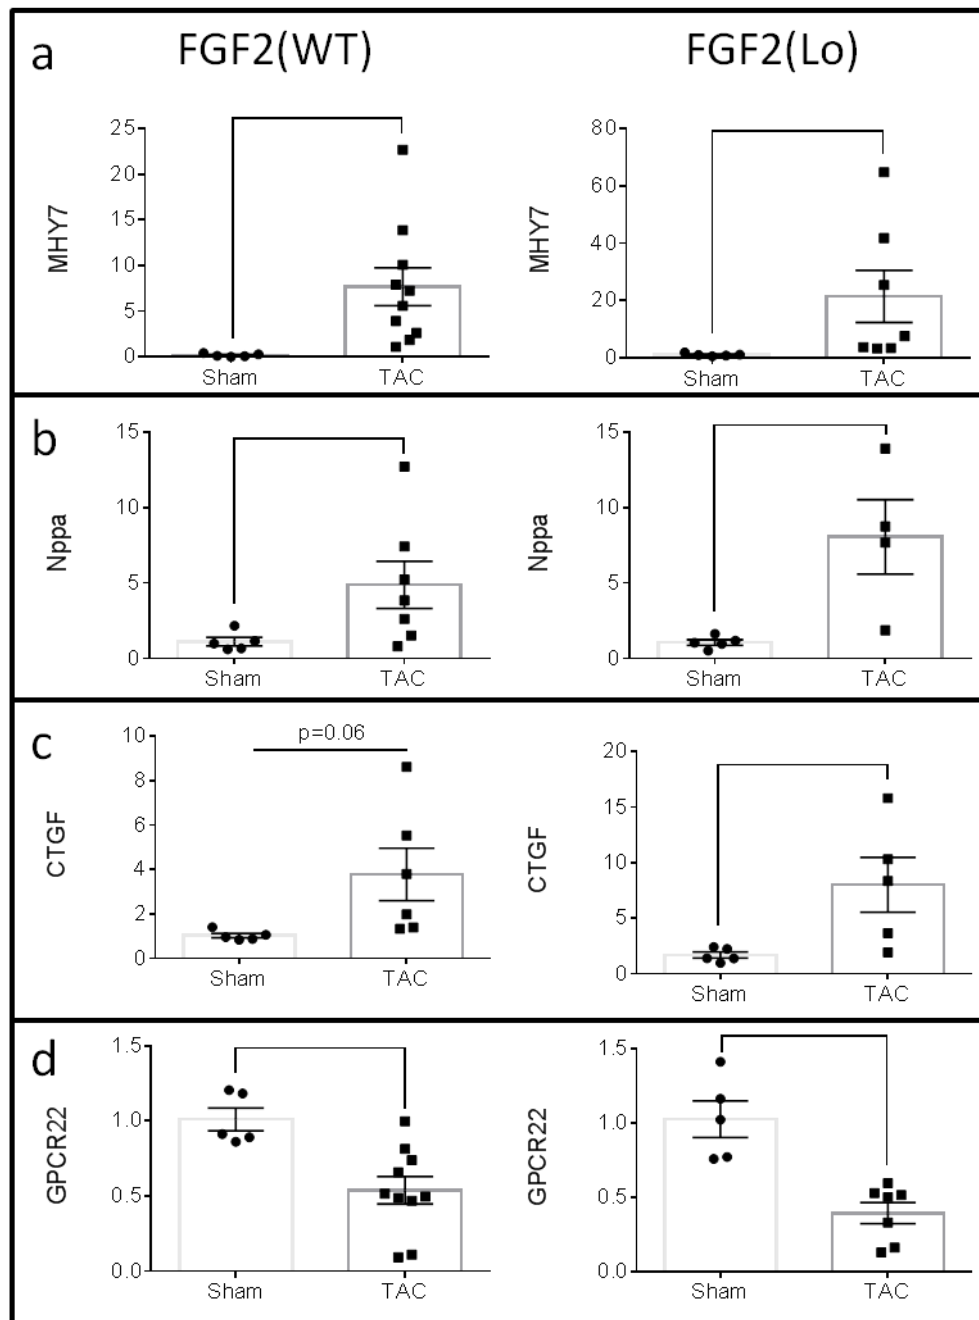 a
FGF2(WT)
FGF2(Lo)
MHY7
25
20
15
10
5
0
Sham
TAC
MHY7
80
60
40
20
0
Sham
TAC
b
Nppa
15
10
5
0
Sham
TAC
Nppa
15
10
5
0
Sham
TAC
c
CTGF
10
8
6
4
2
0
p=0.06
Sham
TAC
CTGF
20
15
10
5
0
Sham
TAC
d
GPCR22
1.5
1.0
0.5
0.0
Sham
TAC
GPCR22
1.5
1.0
0.5
0.0
Sham
TAC